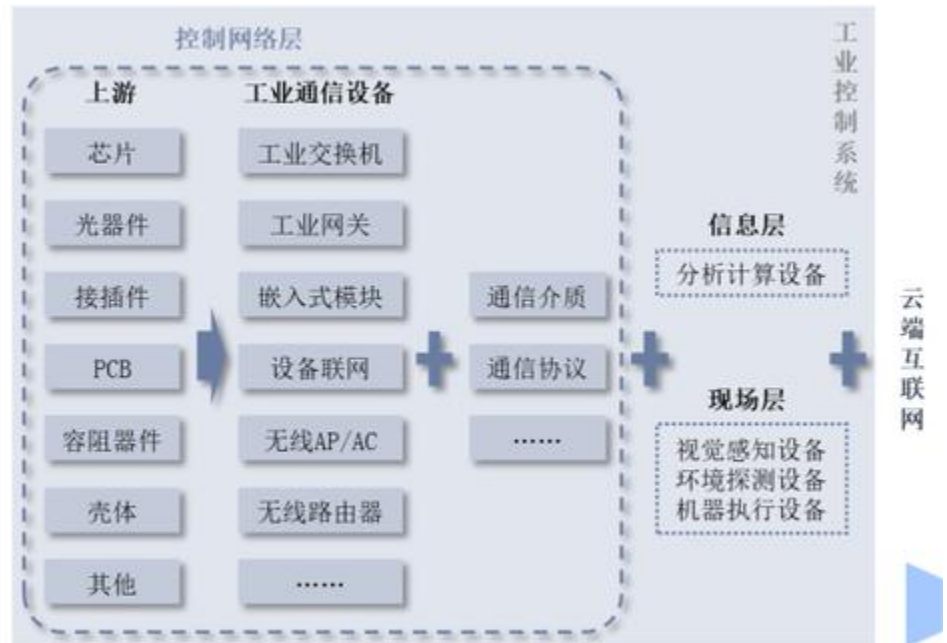 控制网络层
工业控制系统
上游
工业通信设备
芯片
工业交换机
光器件
工业网关
信息层
分析计算设备
接插件
嵌入式模块
通信介质
PCB
设备联网
通信协议
云端互联网
现场层
容阻器件
无线AP/AC
……
视觉感知设备
环境探测设备
机器执行设备
壳体
无线路由器
其他
……